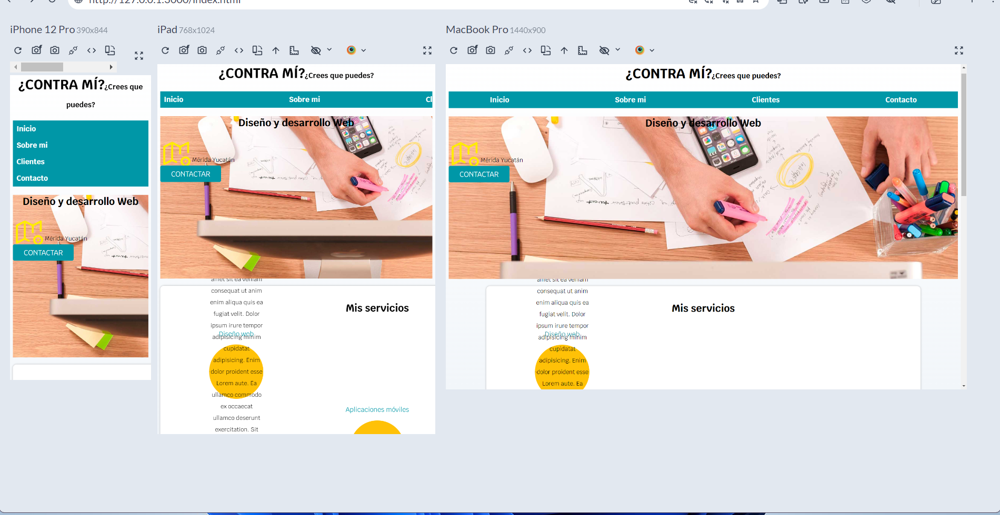 http://127.0.0.1:3000/index.html
iPhone 12 Pro 390x844
¿CONTRA MÍ?¿Crees que
puedes?
Inicio
Sobre mi
Clientes
Contacto
Diseño y desarrollo Web
Mérida Yucatán
CONTACTAR
iPad 768x1024
¿CONTRA MÍ?¿Crees que puedes?
Inicio Sobre mi Cl
Diseño y desarrollo Web
Mérida Yucatán
CONTACTAR
amet sit ea veniam
consequat ut anim
enim aliqua quis ea
Mis servicios
fugiat velit. Dolor
ipsum irure tempor
Diseño web
adipisicing minim
cupidatat
adipisicing. Enim
dolor proident esse
Lorem aute. Ea
ullamco commodo
ex occaecat
Aplicaciones móviles
ullamco deserunt
exercitation. Sit
MacBook Pro 1440x900
¿CONTRA MÍ?¿Crees que puedes?
Inicio Sobre mi Clientes Contacto
Diseño y desarrollo Web
Mérida Yucatán
CONTACTAR
amet sit ea veniam
consequat ut anim
enim aliqua quis ea
Mis servicios
fugiat velit. Dolor
ipsum irure tempor
Diseño web
adipisicing minim
cupidatat
adipisicing. Enim
dolor proident esse
Lorem aute. Ea